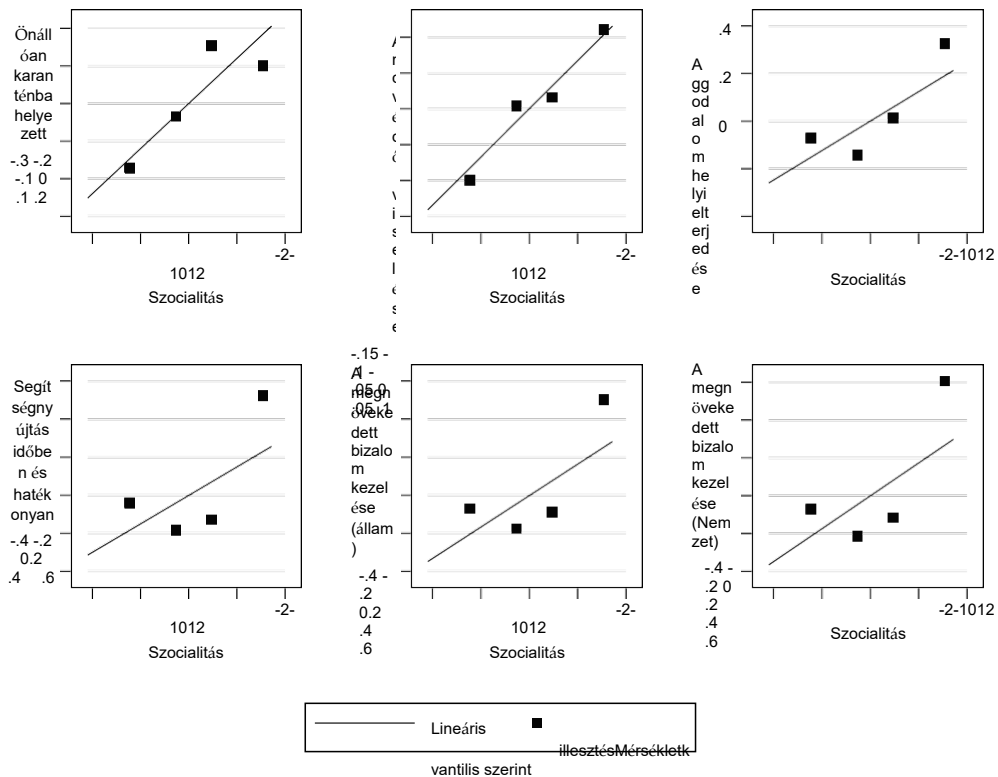 Önáll
óan
karan
ténba
helye
zett
-.3 -.2
-.1 0
.1 .2
-2-
1012
Szocialitás
v
i
s
e
l
é
s
e
-2-
1012
Szocialitás
.4
.2
0
A
gg
od
al
o
m
h
e
lyi
elt
erj
ed
és
e
-2-1012
Szocialitás
Segít
ségny
újtás
időbe
n és
haték
onyan
-.4 -.2
0.2
.4 .6
-2-
1012
Szocialitás
-.15 -
.1 -
.05 0
.05 .1
A
megn
öveke
dett
bizalo
m
kezel
ése
(állam
)
-.4 -
.2
0.2
.4
.6
-2-
1012
Szocialitás
A
megn
öveke
dett
bizalo
m
kezel
ése
(Nem
zet)
-.4 -
.2 0
.2
.4
.6
-2-1012
Szocialitás
Lineáris
illesztésMérsékletk
vantilis szerint